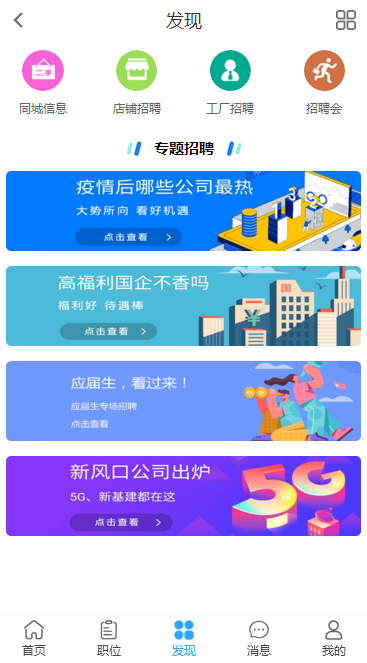 发现
二手
同城信息
店铺招聘
工厂招聘
招聘会
专题招聘
疫情后哪些公司最热
大势所向 看好机遇
点击查看
2
1
3
高福利国企不香吗
福利好 待遇棒
点击查看
国
¥
应届生，看过来！
应届生专场招聘
点击查看
新风口公司出炉
5G、新基建都在这
点击查看
5G
首页
职位
发现
消息
我的